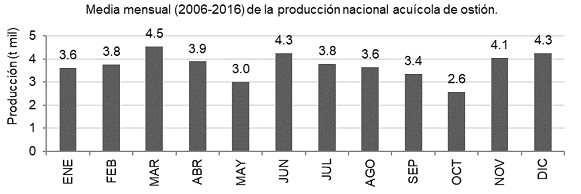 Media mensual (2006-2016) de la producción nacional acuícola de ostión.
Producción (t mil)
5
4
3
2
1
0
3.6
3.8
4.5
3.9
3.0
4.3
3.8
3.6
3.4
2.6
4.1
4.3
ENE
FEB
MAR
ABR
MAY
JUN
JUL
AGO
SEP
OCT
NOV
DIC